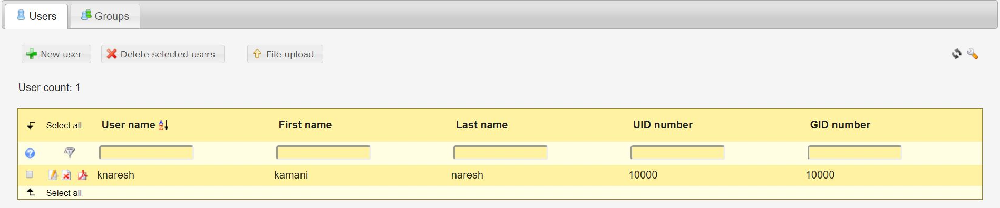 Users Groups
New user Delete selected users File upload
User count: 1
Select all User name First name Last name UID number GID number
knaresh kamani naresh 10000 10000
Select all